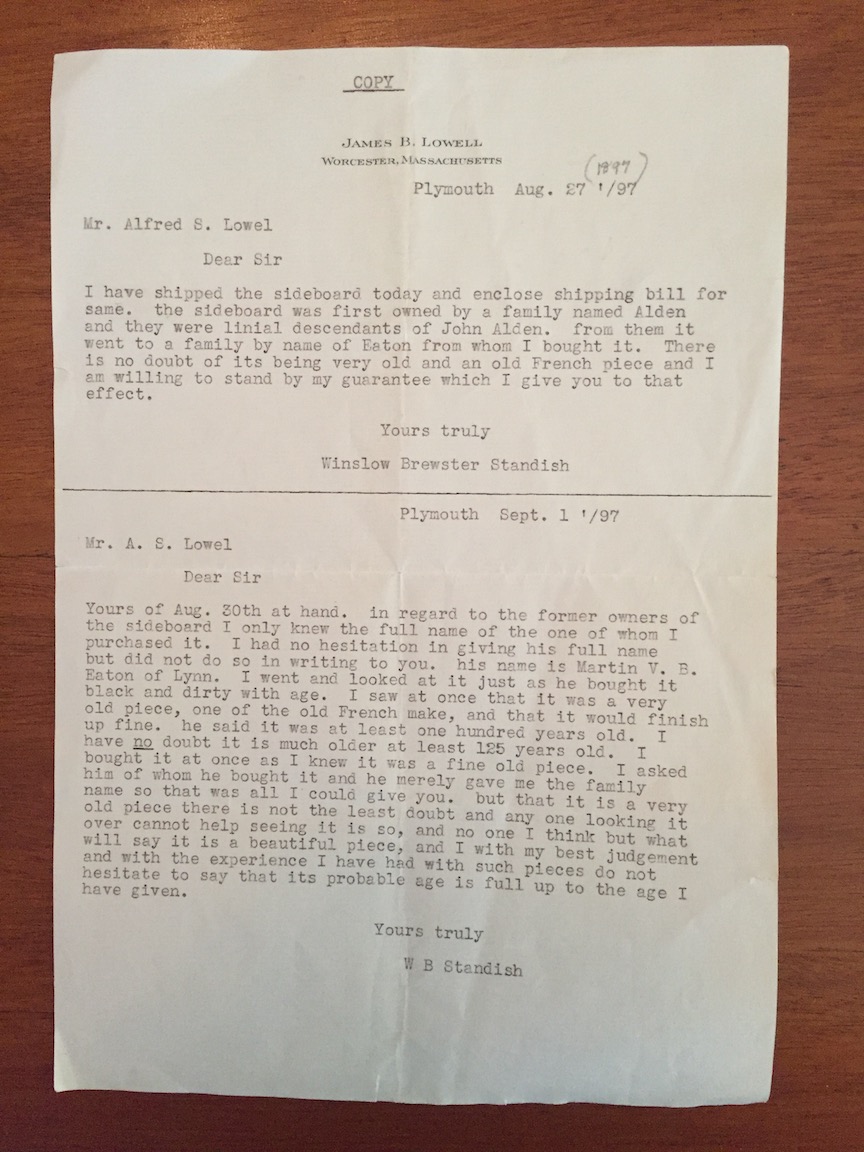 COPY
JAMES B. LOWELL
WORCESTER, MASSACHUSETTS
(1897)
Plymouth Aug. 27 '/97
Mr. Alfred S. Lowel
Dear Sir
I have shipped the sideboard today and enclose shipping bill for
same. the sideboard was first owned by a family named Alden
and they were linial descendants of John Alden. from them it
went to a family by name of Eaton from whom I bought it. There
is no doubt of its being very old and an old French piece and I
am willing to stand by my guarantee which I give you to that
effect.
Yours truly
Winslow Brewster Standish
Plymouth Sept. 1 '/97
Mr. A. S. Lowel
Dear Sir
Yours of Aug. 30th at hand. in regard to the former owners of
the sideboard I only knew the full name of the one of whom I
purchased it. I had no hesitation in giving his full name
but did not do so in writing to you. his name is Martin V. B.
Eaton of Lynn. I went and looked at it just as he bought it
black and dirty with age. I saw at once that it was a very
old piece, one of the old French make, and that it would finish
up fine. he said it was at least one hundred years old. I
have no doubt it is much older at least 125 years old. I
bought it at once as I knew it was a fine old piece. I asked
him of whom he bought it and he merely gave me the family
name so that was all I could give you. but that it is a very
old piece there is not the least doubt and any one looking it
over cannot help seeing it is so, and no one I think but what
will say it is a beautiful piece, and I with my best judgement
and with the experience I have had with such pieces do not
hesitate to say that its probable age is full up to the age I
have given.
Yours truly
W B Standish